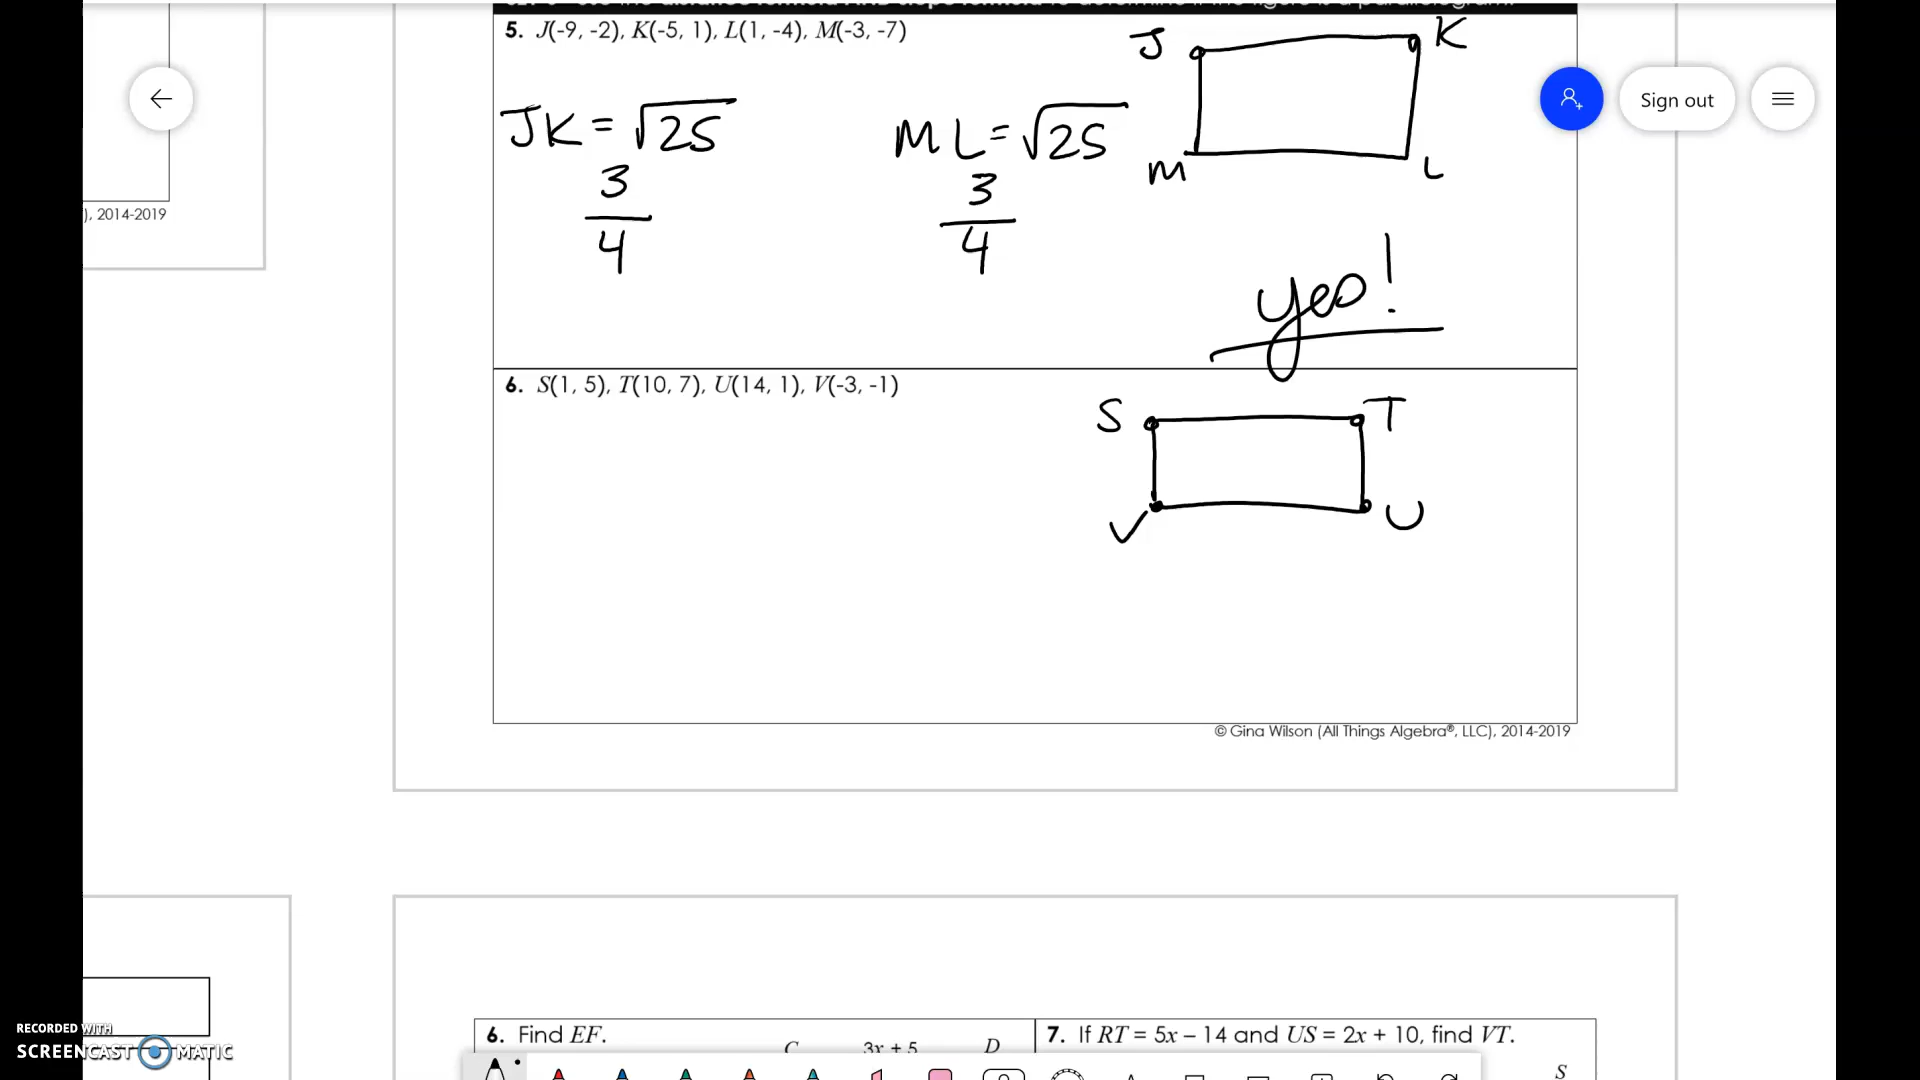 5. J(-9, -2), K(-5, 1), L(1, -4), M(-3, -7)
J K
JK = √25
ML = √25
M L
3
4
3
4
yes!
), 2014-2019
Sign out
6. S(1, 5), T(10, 7), U(14, 1), V(-3, -1)
S T
V U
© Gina Wilson (All Things Algebra®, LLC), 2014-2019
6. Find EF.
C 3x + 5 D
7. If RT = 5x – 14 and US = 2x + 10, find VT.
S
RECORDED WITH
SCREENCAST MATIC